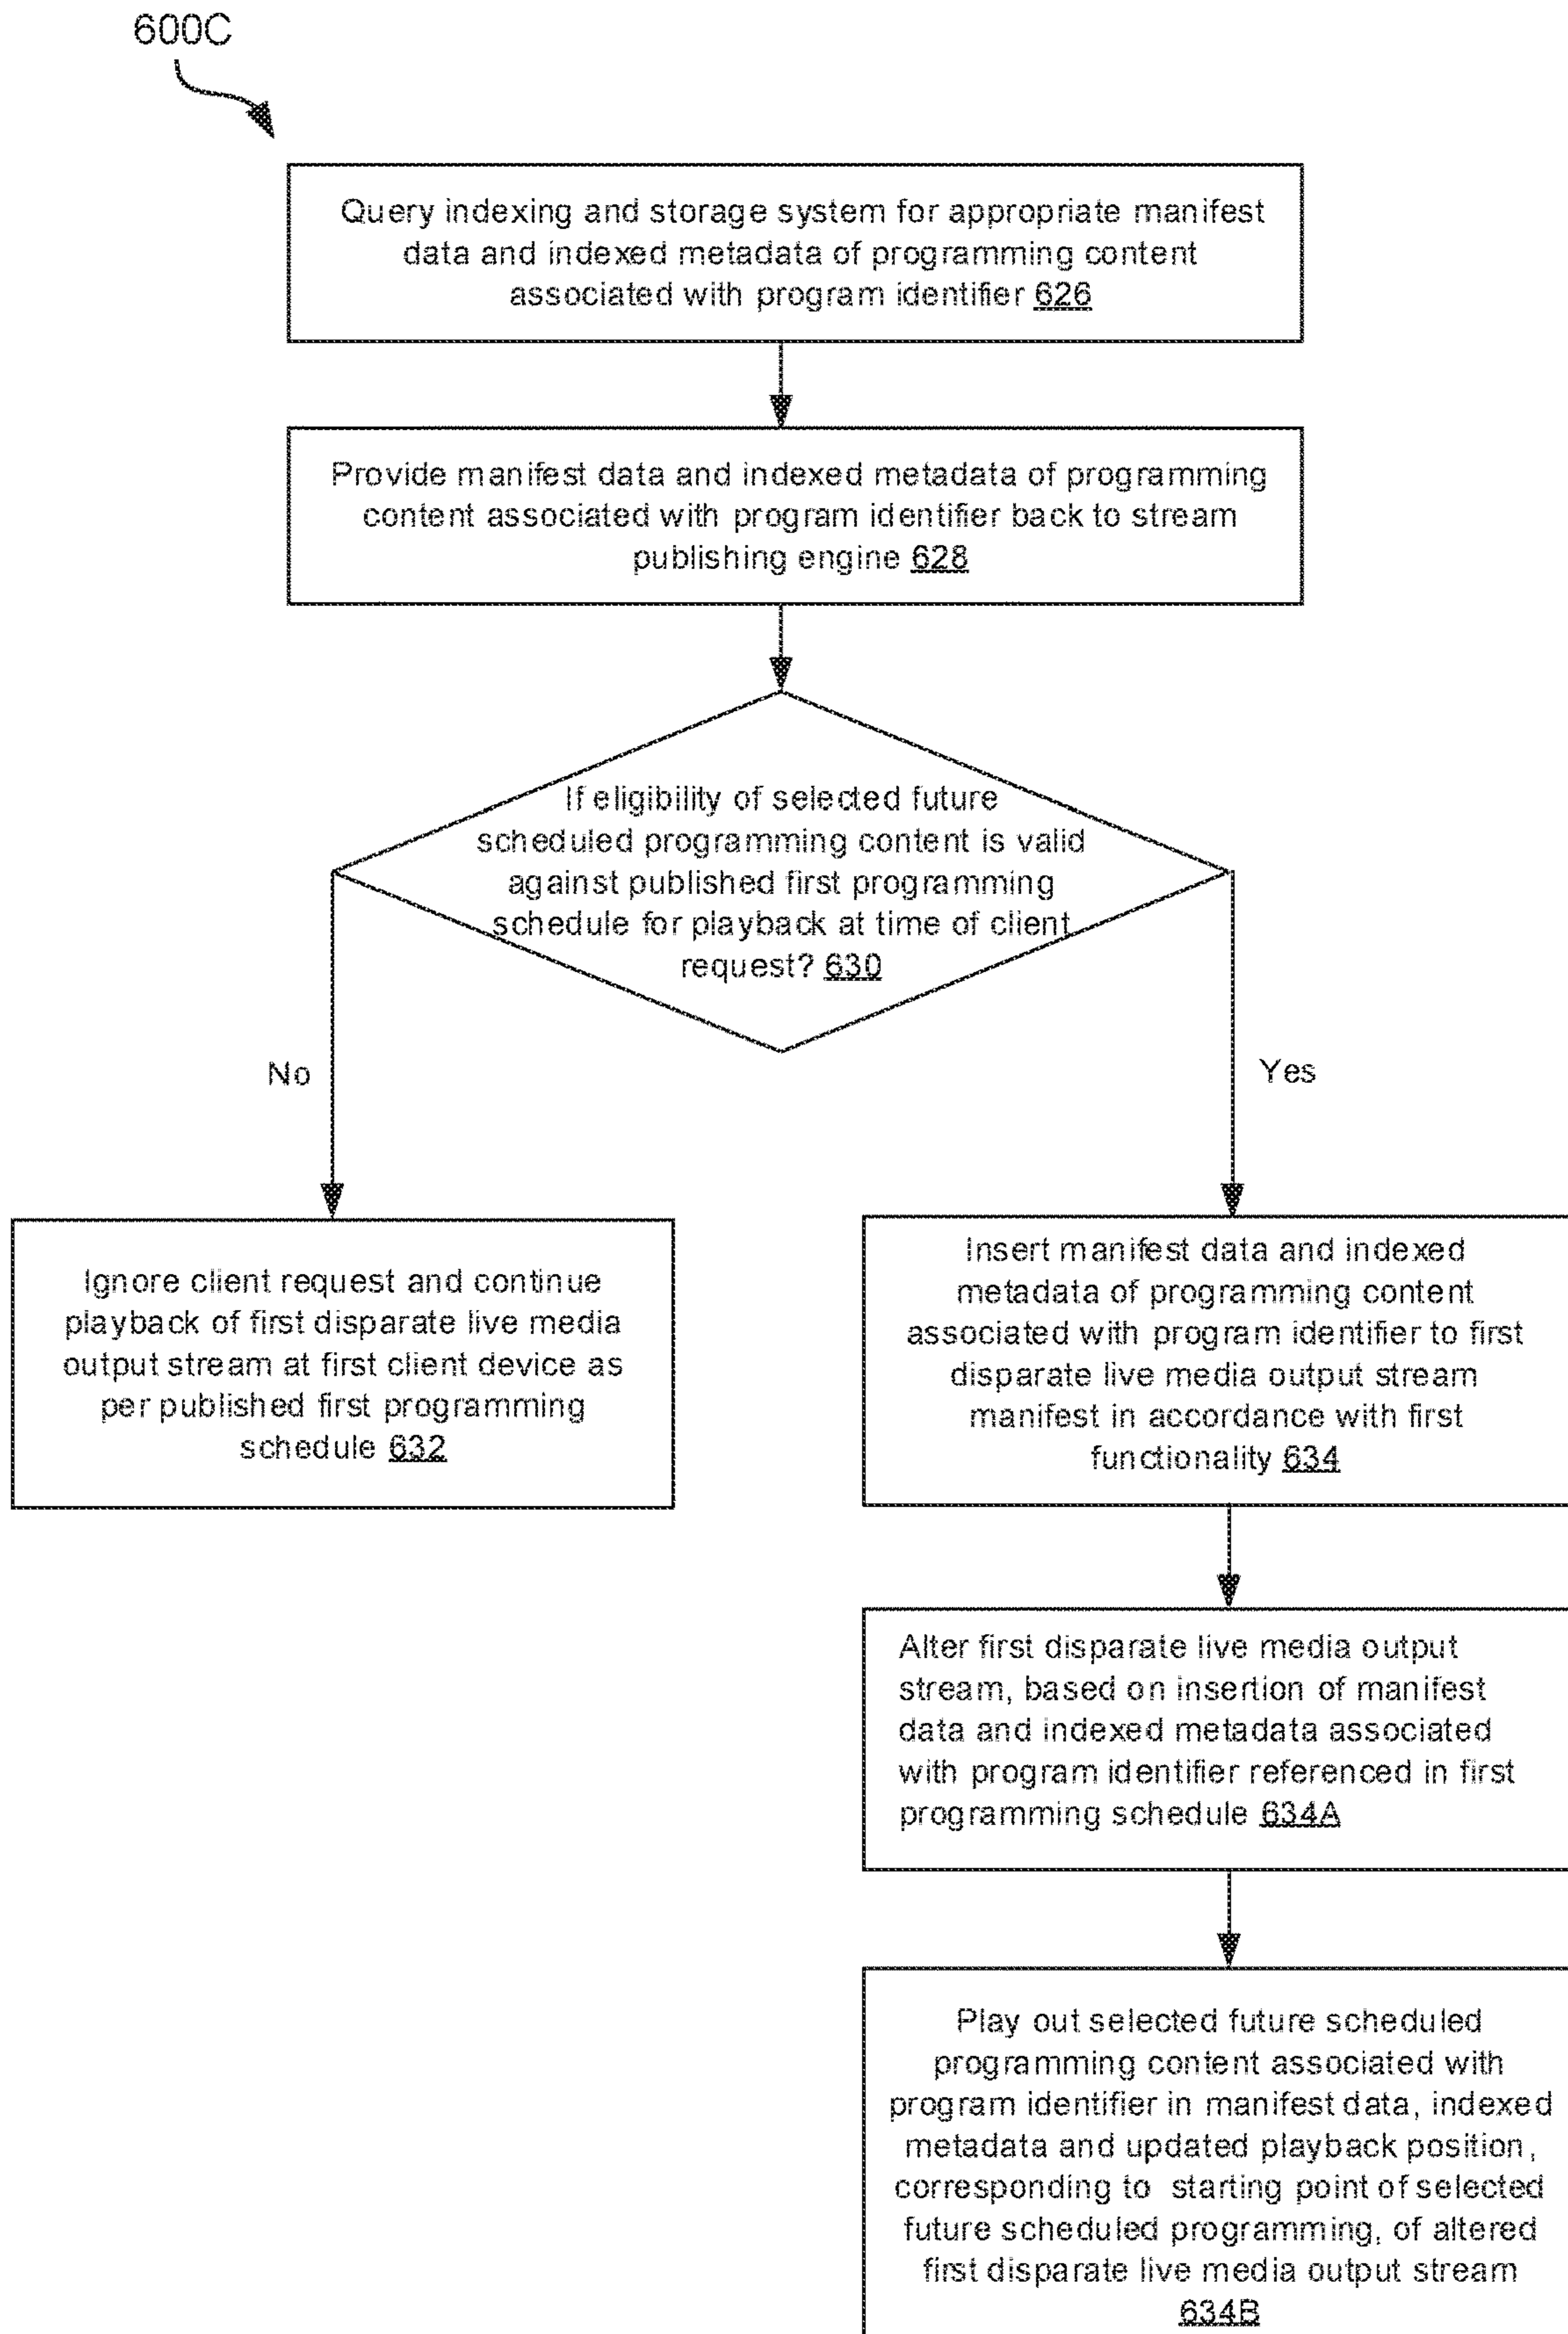 600C
Query indexing and storage system for appropriate manifest
data and indexed metadata of programming content
associated with program identifier 626
Provide manifest data and indexed metadata of programming
content associated with program identifier back to stream
publishing engine 628
If eligibility of selected future
scheduled programming content is valid
against published first programming
schedule for playback at time of client
request? 630
No
Yes
Ignore client request and continue
playback of first disparate live media
output stream at first client device as
per published first programming
schedule 632
Insert manifest data and indexed
metadata of programming content
associated with program identifier to first
disparate live media output stream
manifest in accordance with first
functionality 634
Alter first disparate live media output
stream, based on insertion of manifest
data and indexed metadata associated
with program identifier referenced in first
programming schedule 634A
Play out selected future scheduled
programming content associated with
program identifier in manifest data, indexed
metadata and updated playback position,
corresponding to starting point of selected
future scheduled programming, of altered
first disparate live media output stream
634B